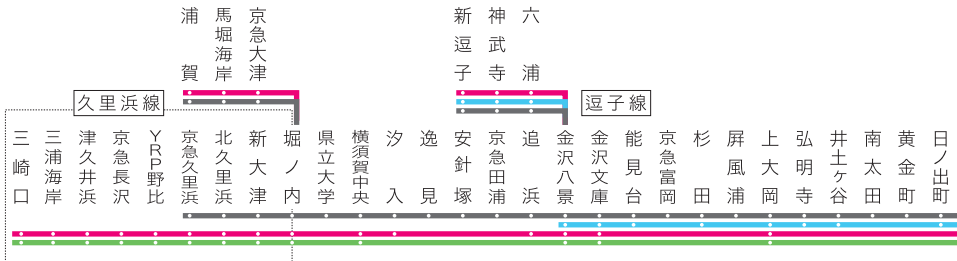 浦賀
馬堀海岸
京急大津
新逗子
神武寺
六浦
久里浜線
逗子線
三崎口
三浦海岸
津久井浜
京急長沢
YRP野比
京急久里浜
北久里浜
新大津
堀ノ内
県立大学
横須賀中央
汐入
逸見
安針塚
京急田浦
追浜
金沢八景
金沢文庫
能見台
京急富岡
杉田
屏風浦
上大岡
弘明寺
井土ヶ谷
南太田
黄金町
日ノ出町